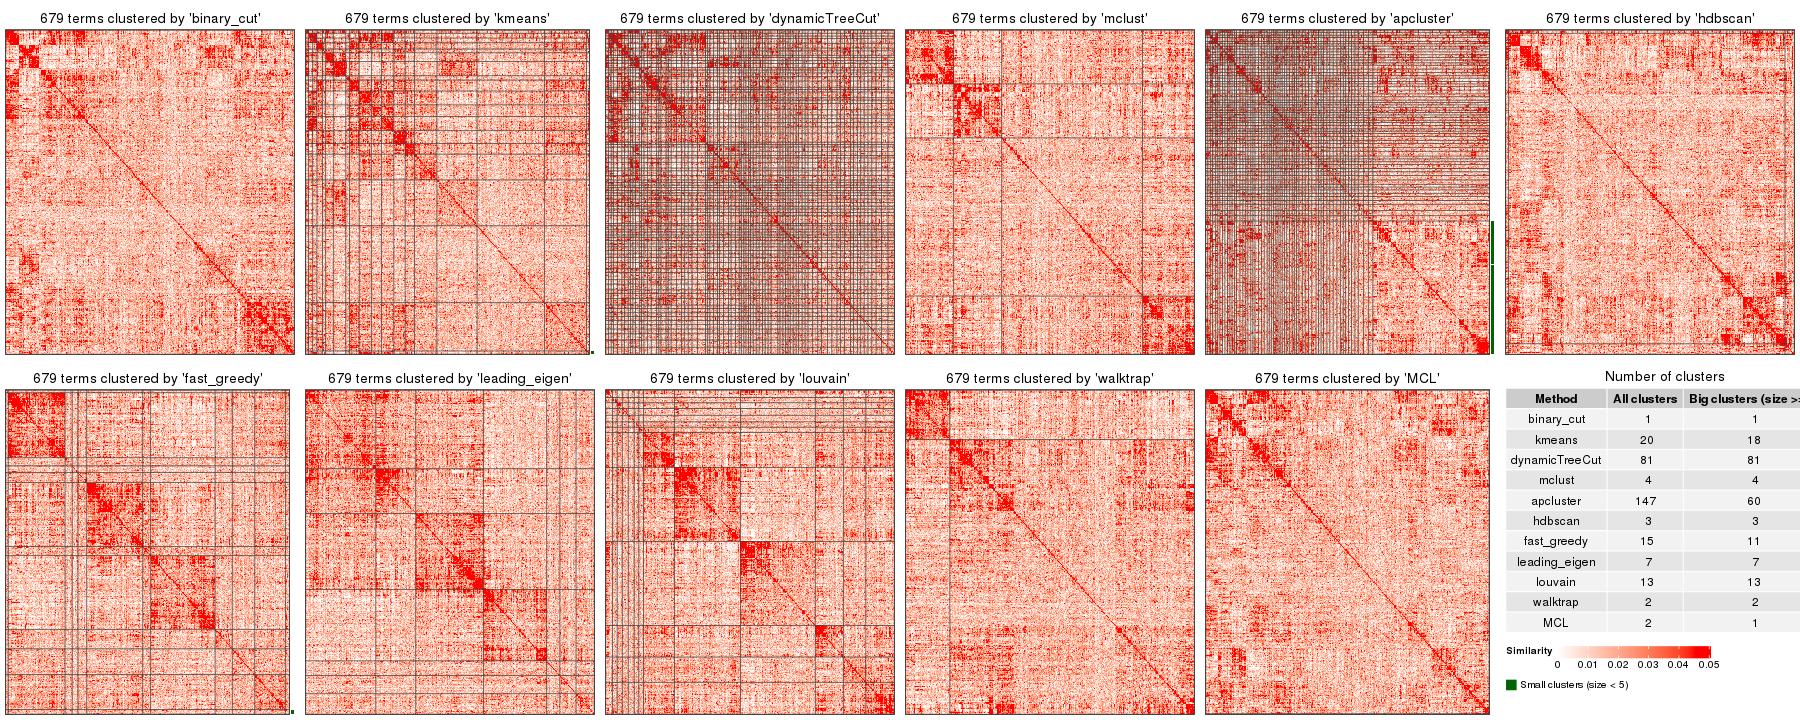 679 terms clustered by 'binary_cut'
679 terms clustered by 'kmeans'
679 terms clustered by 'dynamicTreeCut'
679 terms clustered by 'mclust'
679 terms clustered by 'apcluster'
679 terms clustered by 'hdbscan'
679 terms clustered by 'fast_greedy'
679 terms clustered by 'leading_eigen'
679 terms clustered by 'louvain'
679 terms clustered by 'walktrap'
679 terms clustered by 'MCL'
Number of clusters
Method All clusters Big clusters (size >=
binary_cut 1 1
kmeans 20 18
dynamicTreeCut 81 81
mclust 4 4
apcluster 147 60
hdbscan 3 3
fast_greedy 15 11
leading_eigen 7 7
louvain 13 13
walktrap 2 2
MCL 2 1
Similarity
0 0.01 0.02 0.03 0.04 0.05
Small clusters (size < 5)